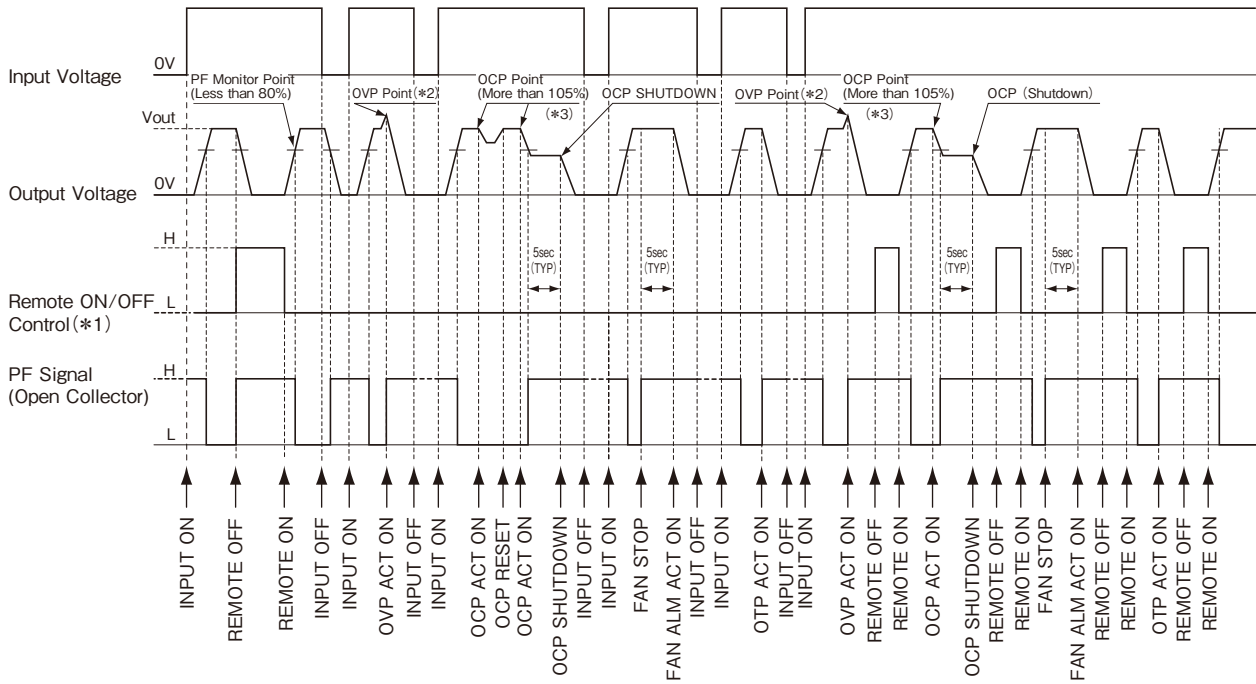 Input Voltage
0V
PF Monitor Point
(Less than 80%)
OVP Point(*2)
OCP Point
(More than 105%)
(*3)
OCP SHUTDOWN
OVP Point(*2)
OCP Point
(More than 105%)
(*3)
OCP (Shutdown)
Vout
Output Voltage
0V
H
5sec
(TYP)
5sec
(TYP)
5sec
(TYP)
5sec
(TYP)
Remote ON/OFF
Control(*1)
L
PF Signal
(Open Collector)
H
L
INPUT ON
REMOTE OFF
REMOTE ON
INPUT OFF
INPUT ON
OVP ACT ON
INPUT OFF
INPUT ON
OCP ACT ON
OCP RESET
OCP ACT ON
OCP SHUTDOWN
INPUT OFF
INPUT ON
FAN STOP
FAN ALM ACT ON
INPUT OFF
INPUT ON
OTP ACT ON
INPUT OFF
INPUT ON
OVP ACT ON
REMOTE OFF
REMOTE ON
OCP ACT ON
OCP SHUTDOWN
REMOTE OFF
REMOTE ON
FAN STOP
FAN ALM ACT ON
REMOTE OFF
REMOTE ON
OTP ACT ON
REMOTE OFF
REMOTE ON